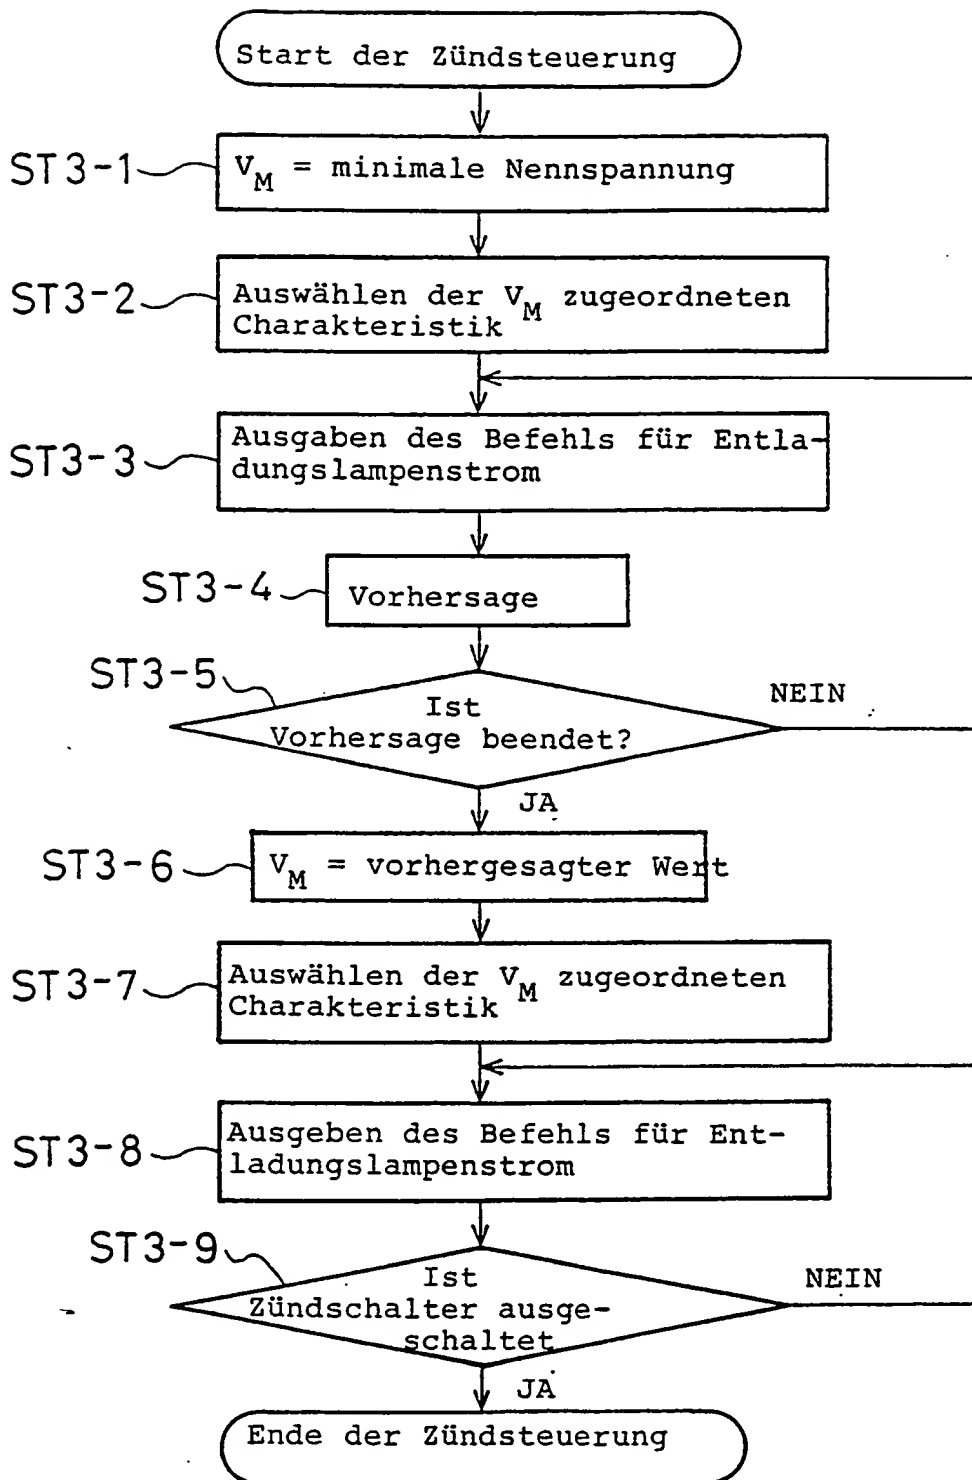 Start der Zündsteuerung
ST3-1
V_M = minimale Nennspannung
ST3-2
Auswählen der V_M zugeordneten
Charakteristik
ST3-3
Ausgaben des Befehls für Entla-
dungslampenstrom
ST3-4
Vorhersage
ST3-5
Ist
Vorhersage beendet?
NEIN
JA
ST3-6
V_M = vorhergesagter Wert
ST3-7
Auswählen der V_M zugeordneten
Charakteristik
ST3-8
Ausgeben des Befehls für Ent-
ladungslampenstrom
ST3-9
Ist
Zündschalter ausge-
schaltet
NEIN
JA
Ende der Zündsteuerung